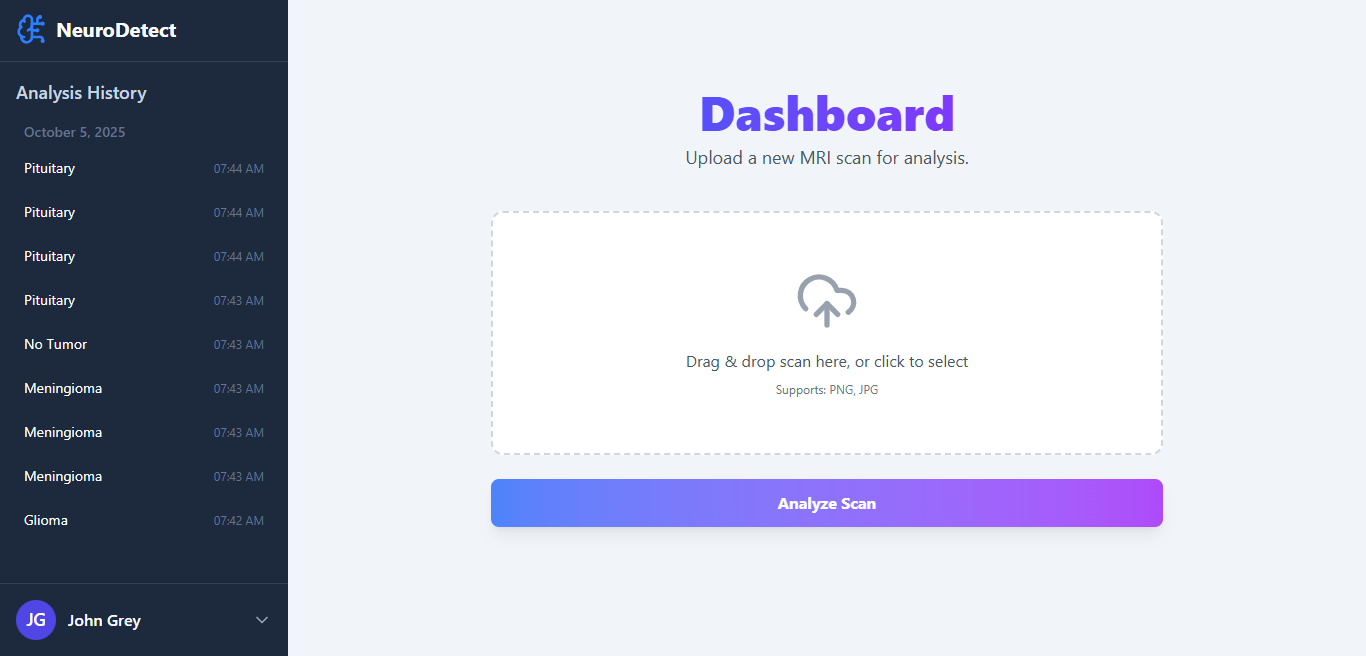 NeuroDetect
Analysis History
October 5, 2025
Pituitary 07:44 AM
Pituitary 07:44 AM
Pituitary 07:44 AM
Pituitary 07:43 AM
No Tumor 07:43 AM
Meningioma 07:43 AM
Meningioma 07:43 AM
Meningioma 07:43 AM
Glioma 07:42 AM
JG John Grey
Dashboard
Upload a new MRI scan for analysis.
Drag & drop scan here, or click to select
Supports: PNG, JPG
Analyze Scan